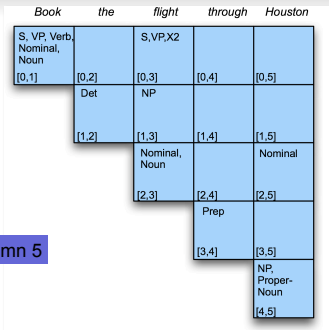 Book the flight through Houston
S, VP, Verb, S,VP,X2
Nominal,
Noun
[0,1] [0,2] [0,3] [0,4] [0,5]
Det NP
[1,2] [1,3] [1,4] [1,5]
Nominal, Nominal
Noun
[2,3] [2,4] [2,5]
Prep
[3,4] [3,5]
mn 5
NP,
Proper-
Noun
[4,5]